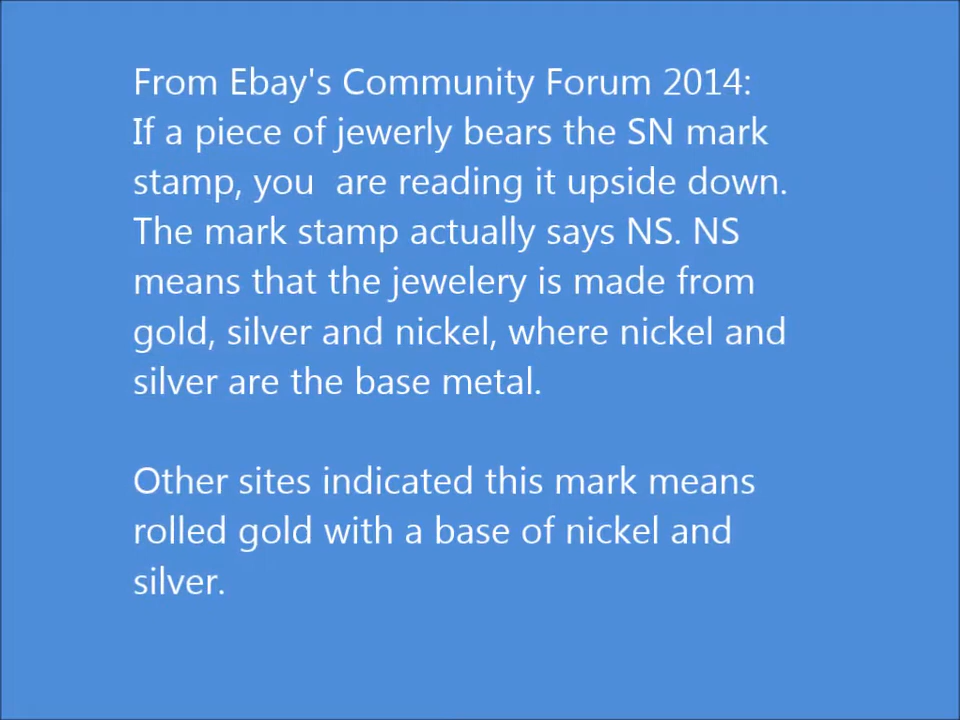 From Ebay's Community Forum 2014:
If a piece of jewerly bears the SN mark
stamp, you  are reading it upside down.
The mark stamp actually says NS. NS
means that the jewelery is made from
gold, silver and nickel, where nickel and
silver are the base metal.
Other sites indicated this mark means
rolled gold with a base of nickel and
silver.